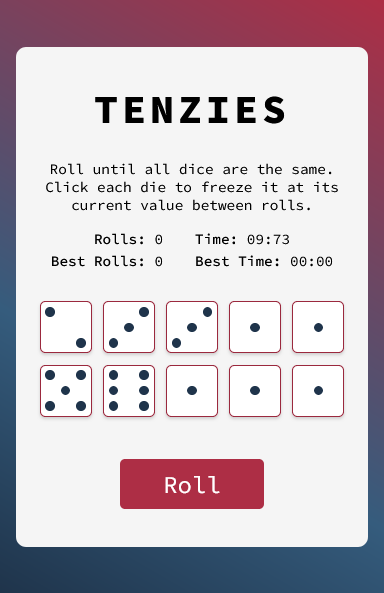 TENZIES
Roll until all dice are the same.
Click each die to freeze it at its
current value between rolls.
Rolls: 0 Time: 09:73
Best Rolls: 0 Best Time: 00:00
Roll